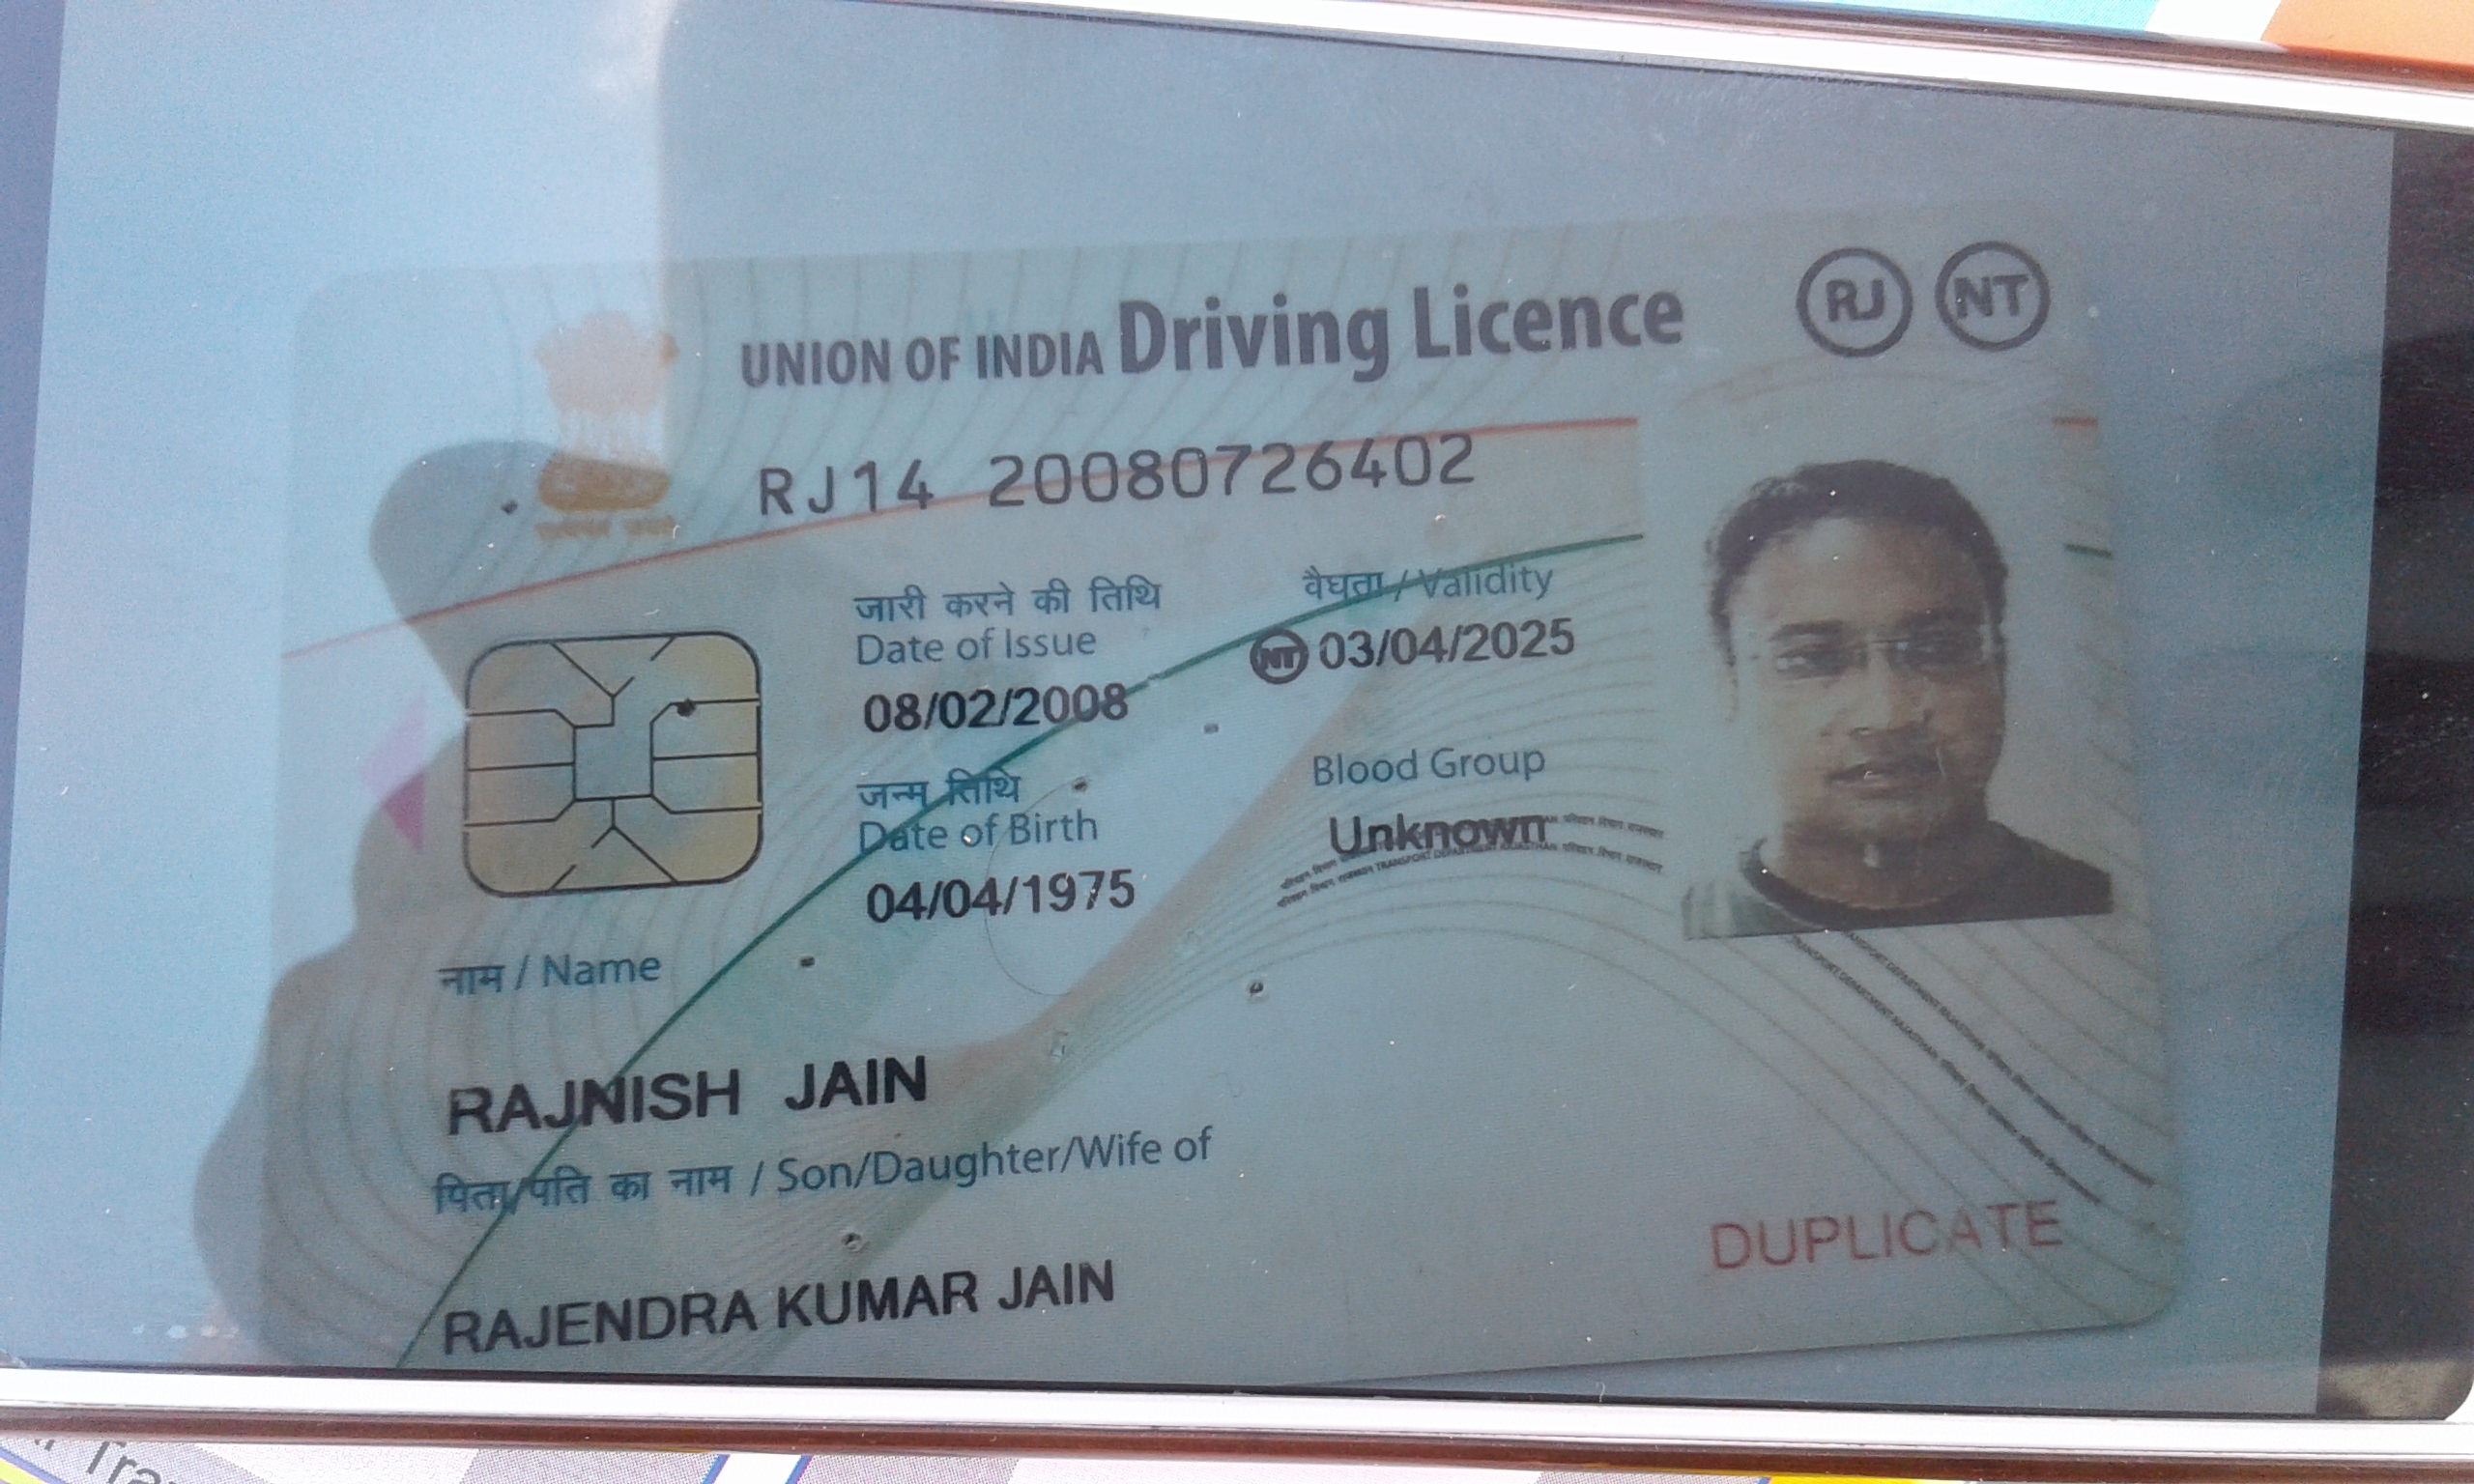 UNION OF INDIA Driving Licence RJ NT
RJ14 20080726402
जारी करने की तिथि
Date of Issue
08/02/2008
वैधता / Validity
NT 03/04/2025
जन्म तिथि
Date of Birth
04/04/1975
Blood Group
Unknown
नाम / Name
RAJNISH JAIN
पिता/पति का नाम / Son/Daughter/Wife of
RAJENDRA KUMAR JAIN
DUPLICATE